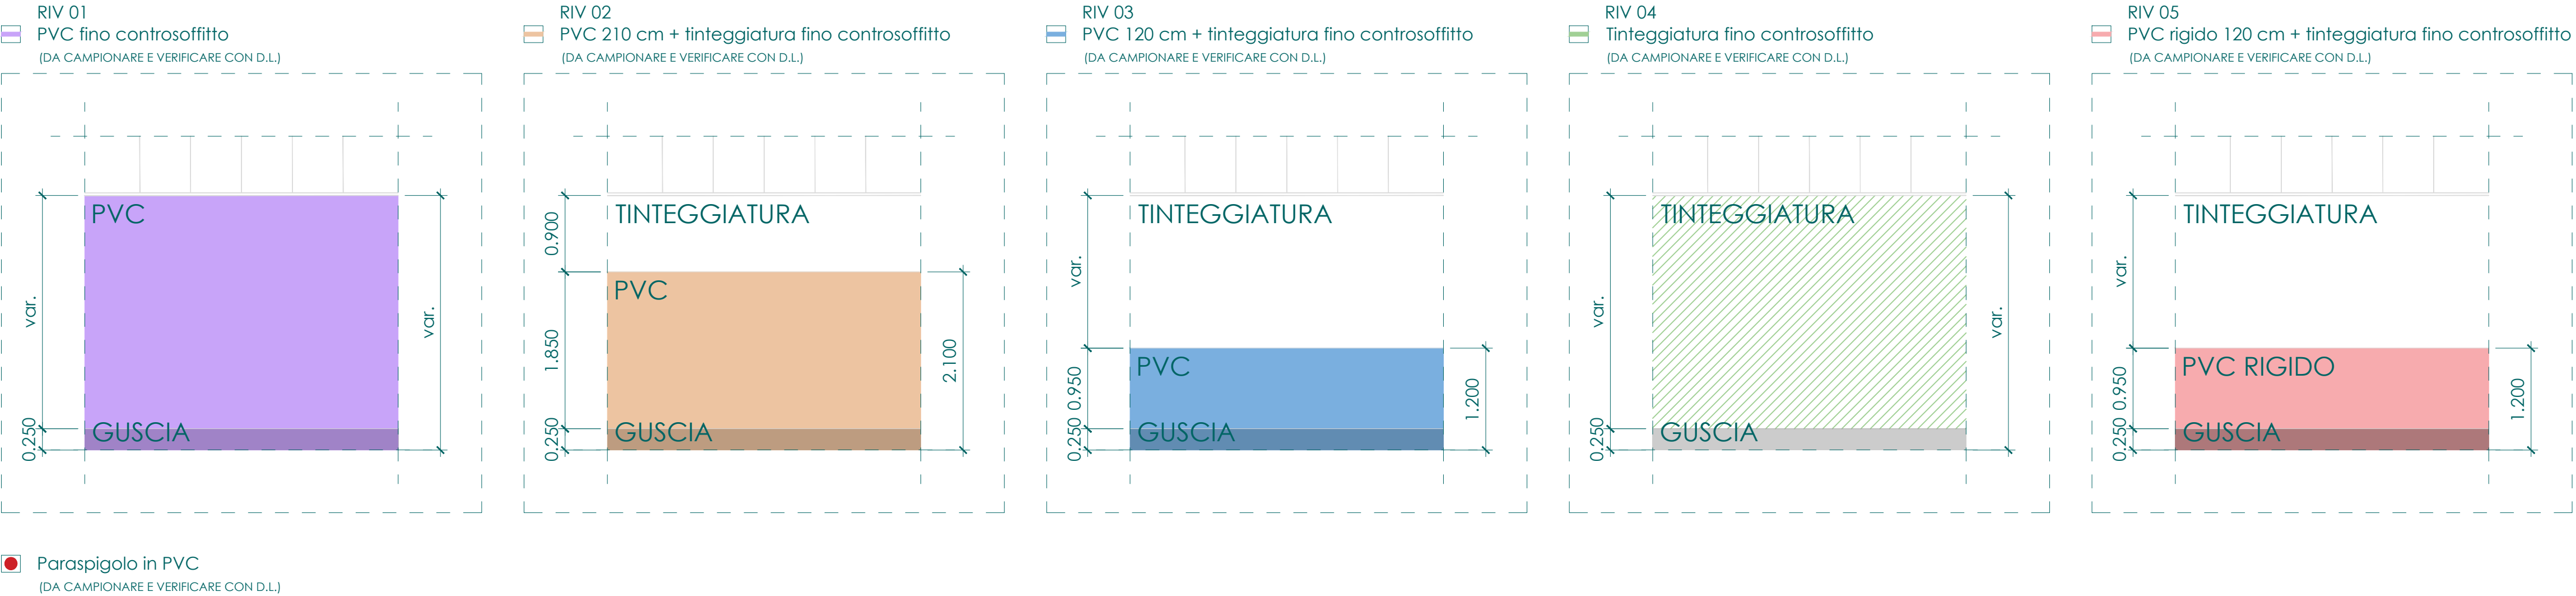 RIV 01
PVC fino controsoffitto
(DA CAMPIONARE E VERIFICARE CON D.L.)
PVC
GUSCIA
var.
0.250
var.
RIV 02
PVC 210 cm + tinteggiatura fino controsoffitto
(DA CAMPIONARE E VERIFICARE CON D.L.)
TINTEGGIATURA
PVC
GUSCIA
0.900
1.850
0.250
2.100
RIV 03
PVC 120 cm + tinteggiatura fino controsoffitto
(DA CAMPIONARE E VERIFICARE CON D.L.)
TINTEGGIATURA
PVC
GUSCIA
var.
0.950
0.250
1.200
RIV 04
Tinteggiatura fino controsoffitto
(DA CAMPIONARE E VERIFICARE CON D.L.)
TINTEGGIATURA
GUSCIA
var.
0.250
var.
RIV 05
PVC rigido 120 cm + tinteggiatura fino controsoffitto
(DA CAMPIONARE E VERIFICARE CON D.L.)
TINTEGGIATURA
PVC RIGIDO
GUSCIA
var.
0.950
0.250
1.200
Paraspigolo in PVC
(DA CAMPIONARE E VERIFICARE CON D.L.)